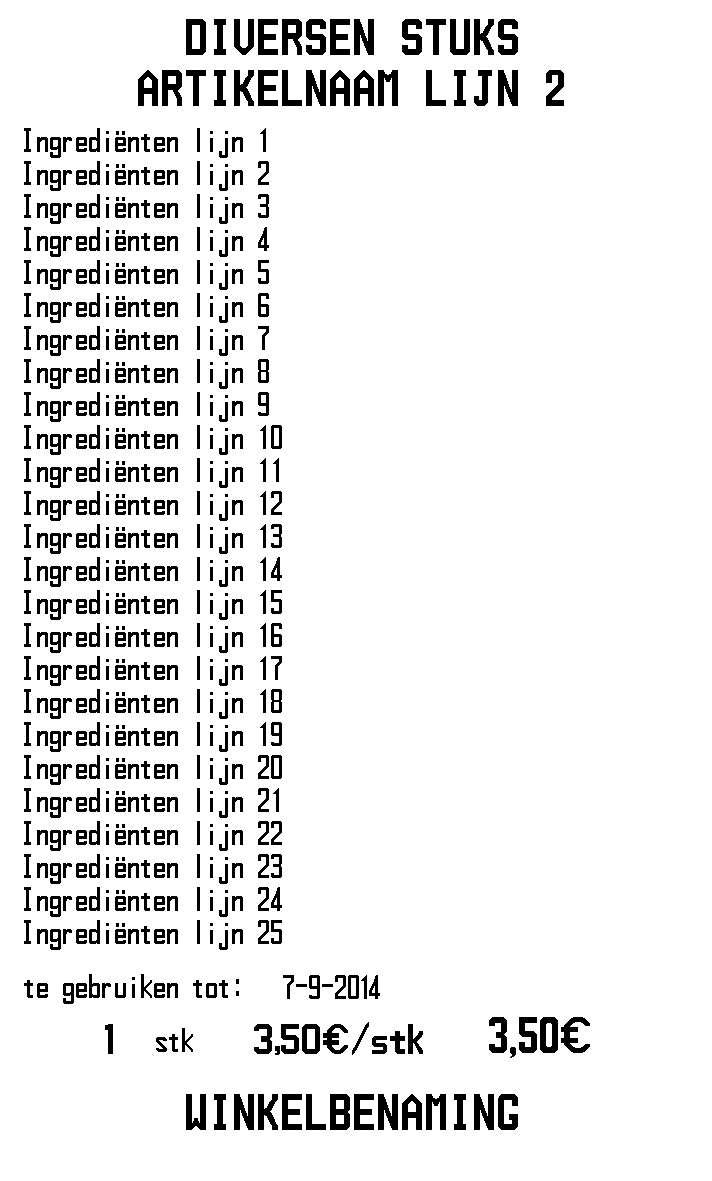 DIVERSEN STUKS
ARTIKELNAAM LIJN 2
Ingrediënten lijn 1
Ingrediënten lijn 2
Ingrediënten lijn 3
Ingrediënten lijn 4
Ingrediënten lijn 5
Ingrediënten lijn 6
Ingrediënten lijn 7
Ingrediënten lijn 8
Ingrediënten lijn 9
Ingrediënten lijn 10
Ingrediënten lijn 11
Ingrediënten lijn 12
Ingrediënten lijn 13
Ingrediënten lijn 14
Ingrediënten lijn 15
Ingrediënten lijn 16
Ingrediënten lijn 17
Ingrediënten lijn 18
Ingrediënten lijn 19
Ingrediënten lijn 20
Ingrediënten lijn 21
Ingrediënten lijn 22
Ingrediënten lijn 23
Ingrediënten lijn 24
Ingrediënten lijn 25
te gebruiken tot: 7-9-2014
1 stk 3,50€/stk 3,50€
WINKELBENAMING